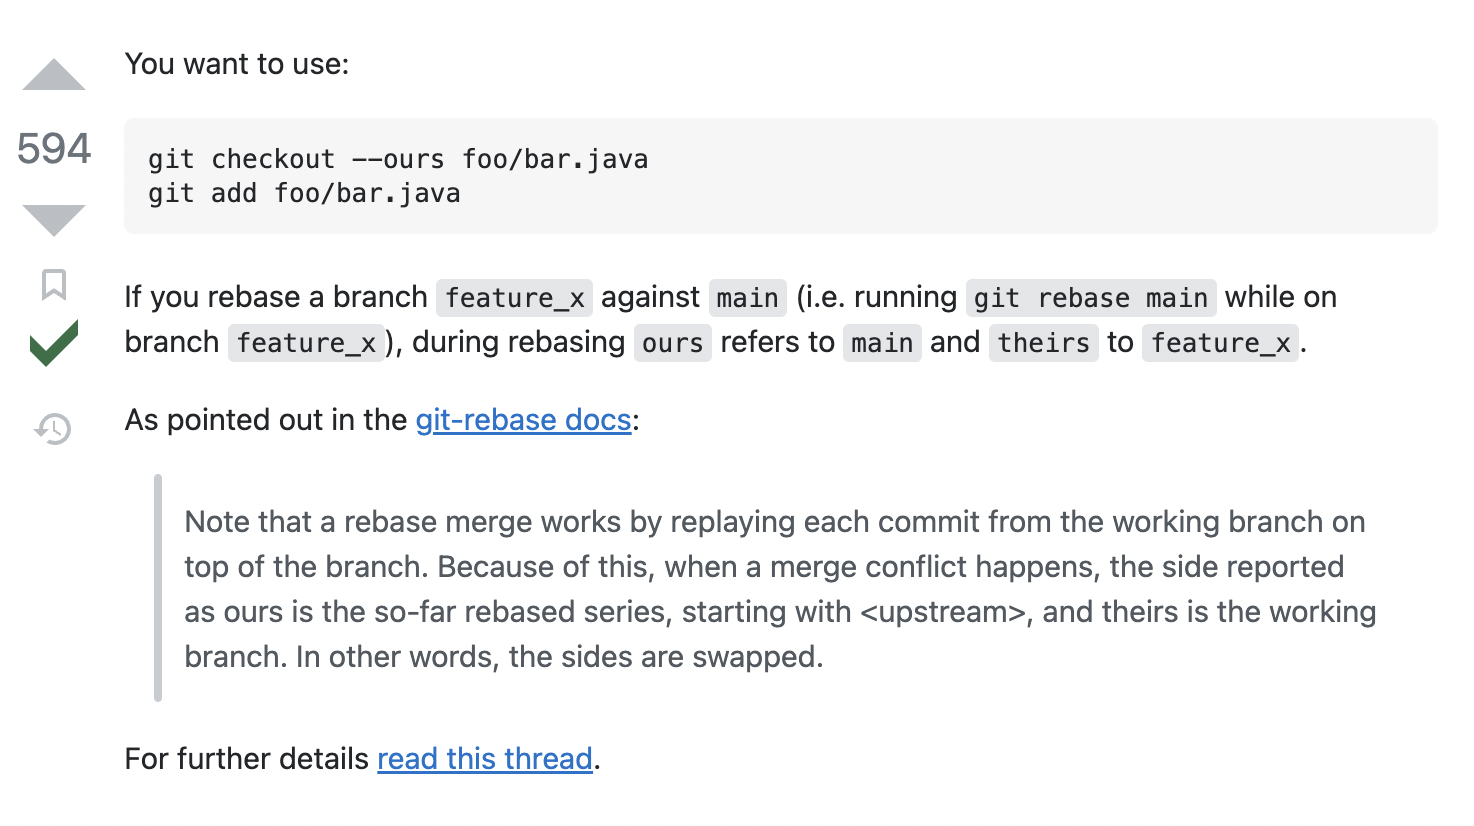 You want to use:
594
git checkout --ours foo/bar.java
git add foo/bar.java
If you rebase a branch feature_x against main (i.e. running git rebase main while on
branch feature_x), during rebasing ours refers to main and theirs to feature_x.
As pointed out in the git-rebase docs:
Note that a rebase merge works by replaying each commit from the working branch on
top of the branch. Because of this, when a merge conflict happens, the side reported
as ours is the so-far rebased series, starting with <upstream>, and theirs is the working
branch. In other words, the sides are swapped.
For further details read this thread.